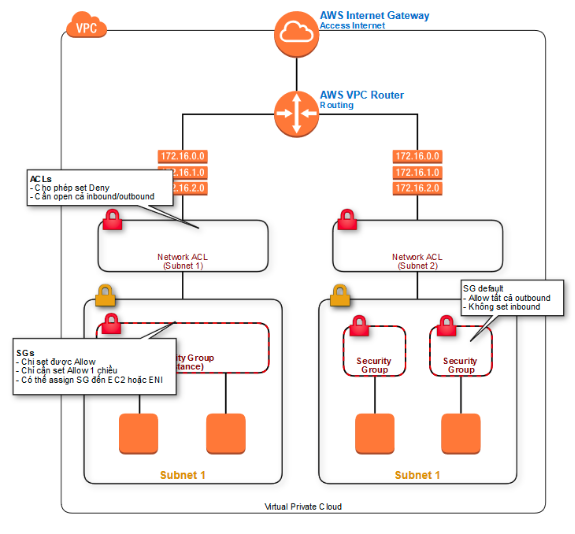 VPC
AWS Internet Gateway
Access Internet
AWS VPC Router
Routing
172.16.0.0
172.16.1.0
172.16.2.0
172.16.0.0
172.16.1.0
172.16.2.0
ACLs
- Cho phép set Deny
- Cần open cả inbound/outbound
Network ACL
(Subnet 1)
Network ACL
(Subnet 2)
SG default
- Allow tất cả outbound
- Không set inbound
SGs
- Chỉ set được Allow
- Chỉ cần set Allow 1 chiều
- Có thể assign SG đến EC2 hoặc ENI
Group
Security
Group
Security
Group
Subnet 1
Subnet 1
Virtual Private Cloud